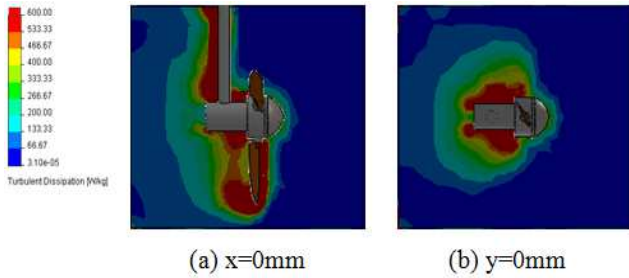 600.00
533.33
466.67
400.00
333.33
266.67
200.00
133.33
66.67
3.10e-05
Turbulent Dissipation [W/kg]
(a) x=0mm
(b) y=0mm